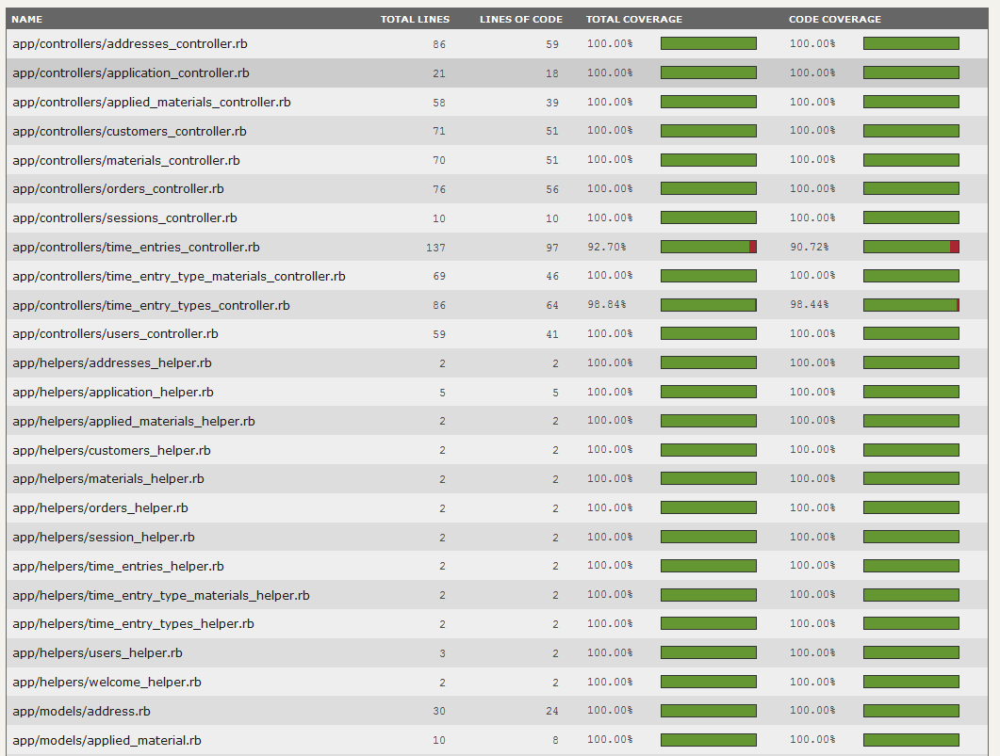 NAME TOTAL LINES LINES OF CODE TOTAL COVERAGE CODE COVERAGE
app/controllers/addresses_controller.rb 86 59 100.00% 100.00%
app/controllers/application_controller.rb 21 18 100.00% 100.00%
app/controllers/applied_materials_controller.rb 58 39 100.00% 100.00%
app/controllers/customers_controller.rb 71 51 100.00% 100.00%
app/controllers/materials_controller.rb 70 51 100.00% 100.00%
app/controllers/orders_controller.rb 76 56 100.00% 100.00%
app/controllers/sessions_controller.rb 10 10 100.00% 100.00%
app/controllers/time_entries_controller.rb 137 97 92.70% 90.72%
app/controllers/time_entry_type_materials_controller.rb 69 46 100.00% 100.00%
app/controllers/time_entry_types_controller.rb 86 64 98.84% 98.44%
app/controllers/users_controller.rb 59 41 100.00% 100.00%
app/helpers/addresses_helper.rb 2 2 100.00% 100.00%
app/helpers/application_helper.rb 5 5 100.00% 100.00%
app/helpers/applied_materials_helper.rb 2 2 100.00% 100.00%
app/helpers/customers_helper.rb 2 2 100.00% 100.00%
app/helpers/materials_helper.rb 2 2 100.00% 100.00%
app/helpers/orders_helper.rb 2 2 100.00% 100.00%
app/helpers/session_helper.rb 2 2 100.00% 100.00%
app/helpers/time_entries_helper.rb 2 2 100.00% 100.00%
app/helpers/time_entry_type_materials_helper.rb 2 2 100.00% 100.00%
app/helpers/time_entry_types_helper.rb 2 2 100.00% 100.00%
app/helpers/users_helper.rb 3 2 100.00% 100.00%
app/helpers/welcome_helper.rb 2 2 100.00% 100.00%
app/models/address.rb 30 24 100.00% 100.00%
app/models/applied_material.rb 10 8 100.00% 100.00%